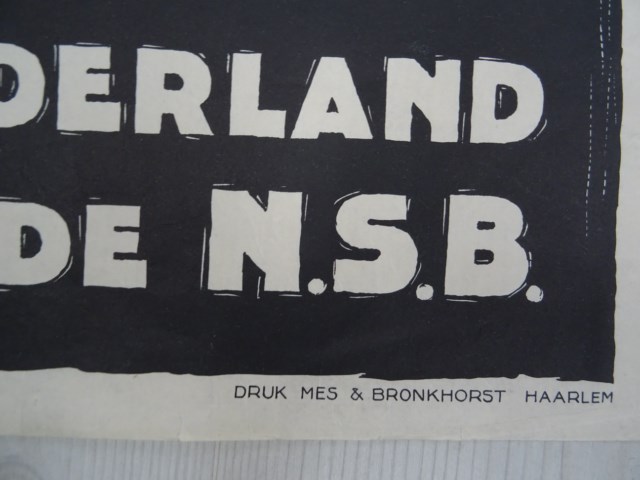 DERLAND
DE N.S.B.
DRUK MES & BRONKHORST HAARLEM